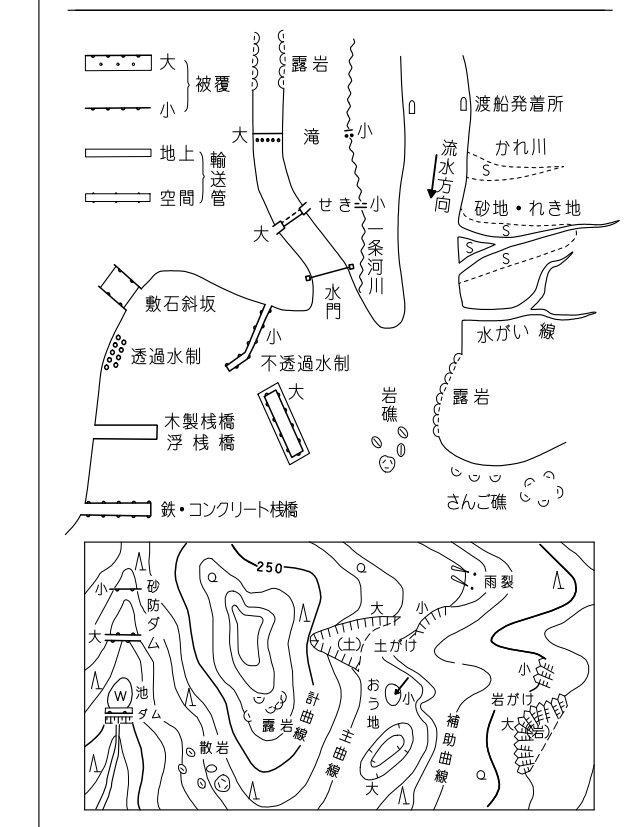 大
小
被覆
地上
空間
輸送管
露岩
大
滝
小
せき
小
大
一条河川
水門
渡船発着所
流水方向
かれ川
S
砂地・れき地
S
S
S
水がい線
敷石斜坂
透過水制
小
不透過水制
大
木製桟橋
浮桟橋
鉄・コンクリート桟橋
岩礁
露岩
さんご礁
250
小
砂防ダム
大
W
池
ダム
大
小
(土)
土がけ
雨裂
おう地
小
大
計曲線
主曲線
補助曲線
露岩
散岩
小
岩がけ
大
(岩)